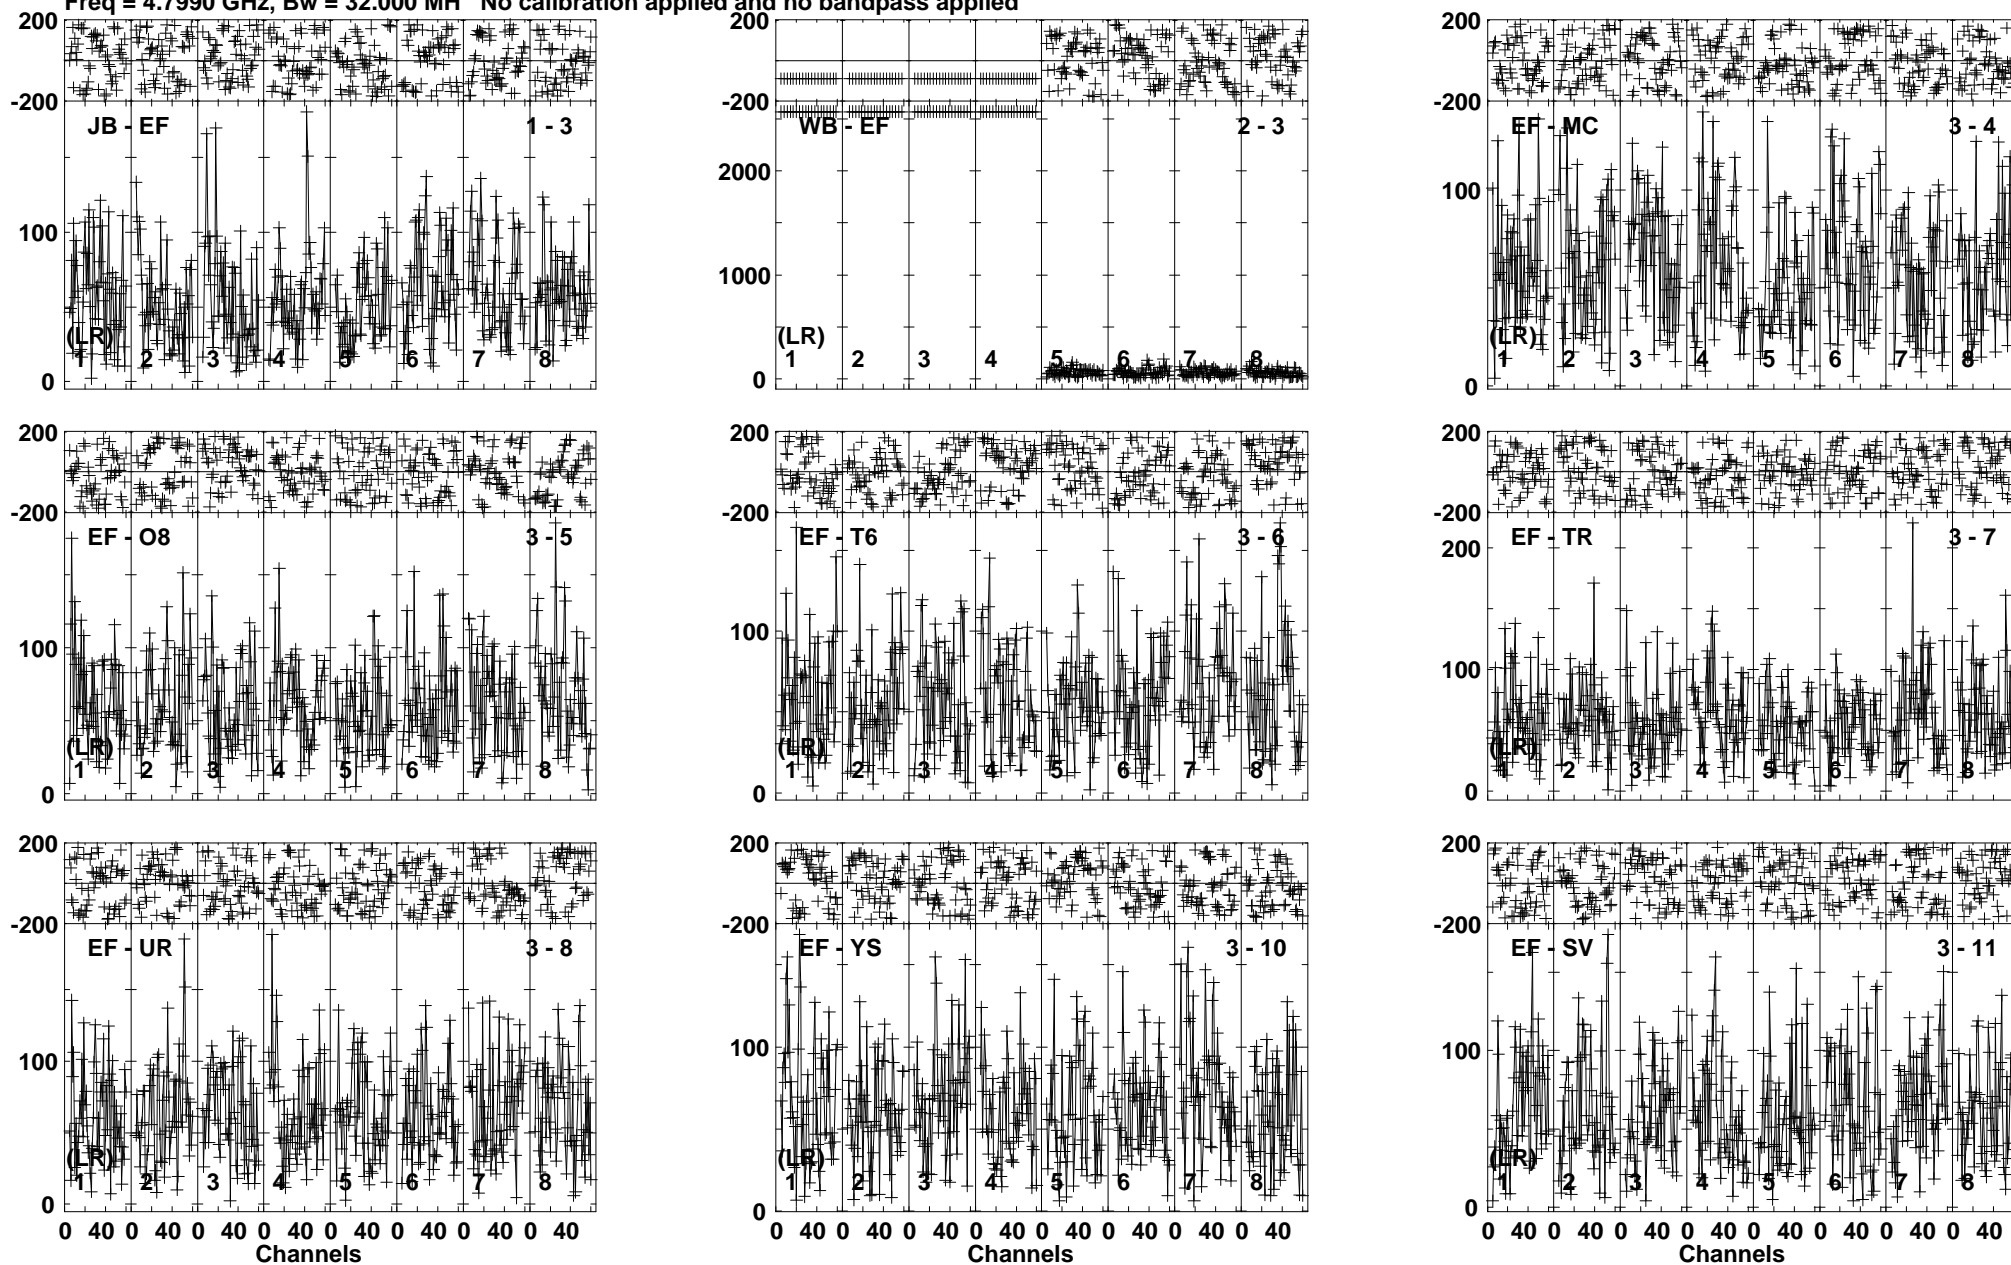 Freq = 4.7990 GHz, Bw = 32.000 MH No calibration applied and no bandpass applied
200
-200
JB - EF 1 - 3
100
(LR)
1 2 3 4 5 6 7 8
0
200
-200
WB - EF 2 - 3
2000
1000
(LR)
1 2 3 4 5 6 7 8
0
200
-200
EF - MC 3 - 4
100
(LR)
1 2 3 4 5 6 7 8
0
200
-200
EF - O8 3 - 5
100
(LR)
1 2 3 4 5 6 7 8
0
200
-200
EF - T6 3 - 6
100
(LR)
1 2 3 4 5 6 7 8
0
200
-200
EF - TR 3 - 7
200
100
(LR)
1 2 3 4 5 6 7 8
0
200
-200
EF - UR 3 - 8
100
(LR)
1 2 3 4 5 6 7 8
0
0 40 0 40 0 40 0 40 0 40 0 40 0 40 0 40
Channels
200
-200
EF - YS 3 - 10
100
(LR)
1 2 3 4 5 6 7 8
0
0 40 0 40 0 40 0 40 0 40 0 40 0 40 0 40
Channels
200
-200
EF - SV 3 - 11
100
(LR)
1 2 3 4 5 6 7 8
0
0 40 0 40 0 40 0 40 0 40 0 40 0 40 0 40
Channels